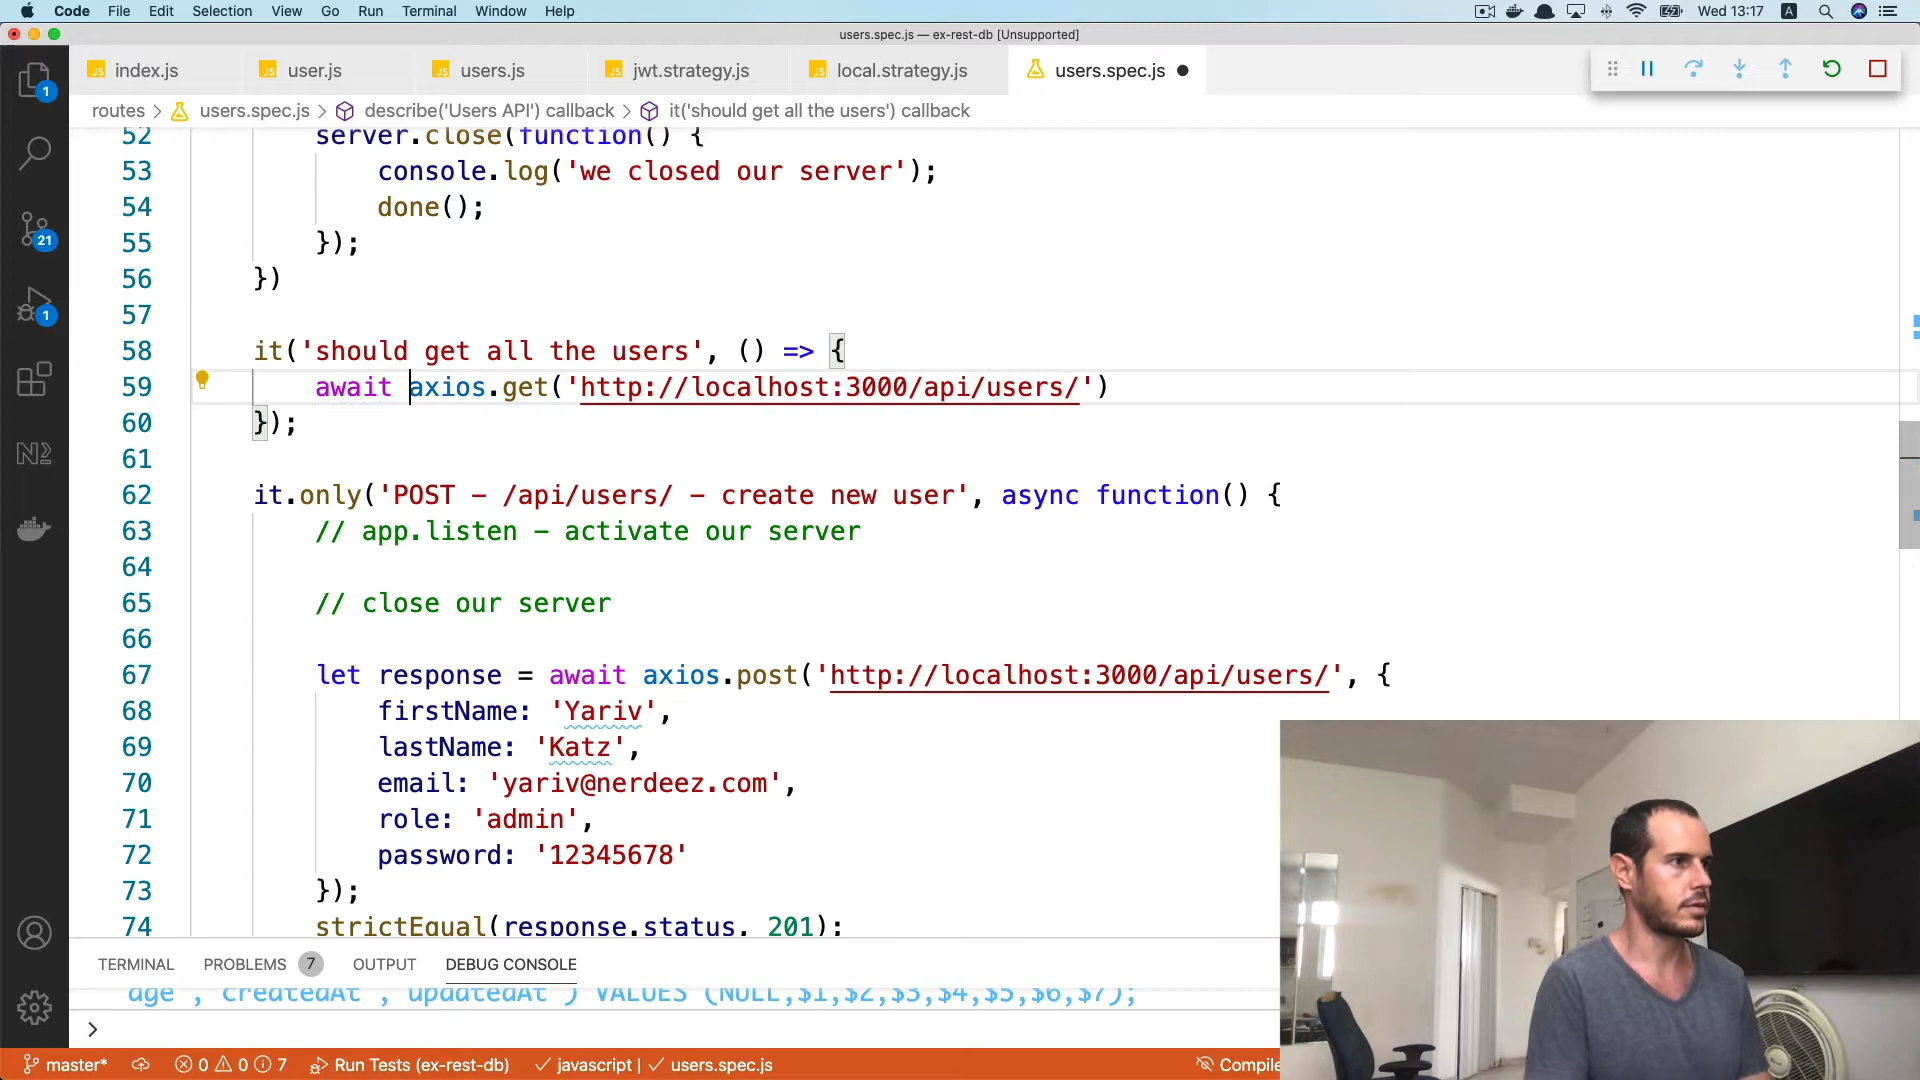 Code File Edit Selection View Go Run Terminal Window Help Wed 13:17 A
users.spec.js — ex-rest-db [Unsupported]
JS index.js JS user.js JS users.js JS jwt.strategy.js JS local.strategy.js users.spec.js
routes > users.spec.js > describe('Users API') callback > it('should get all the users') callback
52 server.close(function() {
53 console.log('we closed our server');
54 done();
55 });
56 })
57
58 it('should get all the users', () => {
59 await axios.get('http://localhost:3000/api/users/')
60 });
61
62 it.only('POST – /api/users/ – create new user', async function() {
63 // app.listen – activate our server
64
65 // close our server
66
67 let response = await axios.post('http://localhost:3000/api/users/', {
68 firstName: 'Yariv',
69 lastName: 'Katz',
70 email: 'yariv@nerdeez.com',
71 role: 'admin',
72 password: '12345678'
73 });
74 strictEqual(response.status, 201);
1
21
1
TERMINAL PROBLEMS 7 OUTPUT DEBUG CONSOLE
age", "createdAt", "updatedAt") VALUES (NULL,$1,$2,$3,$4,$5,$6,$7);
>
master* 0 0 7 Run Tests (ex-rest-db) javascript | users.spec.js Compile